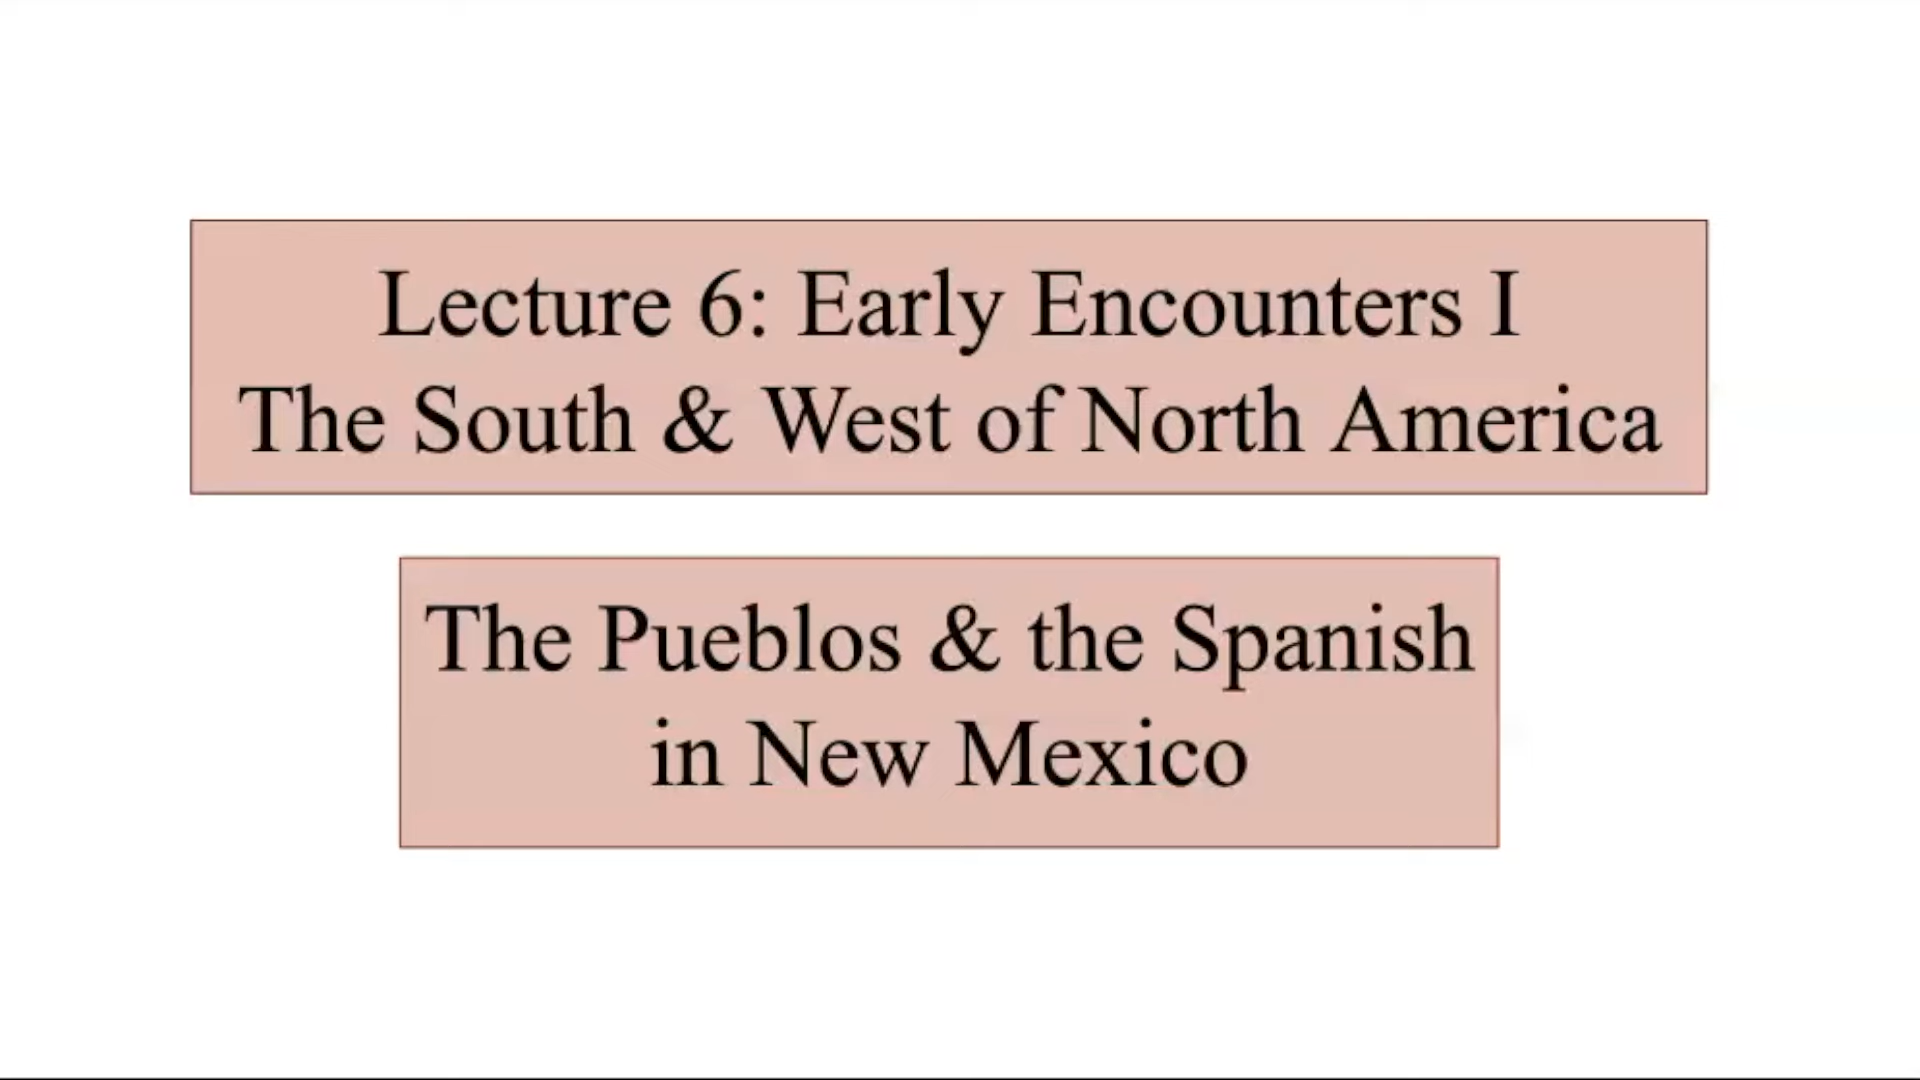 Lecture 6: Early Encounters I
The South & West of North America
The Pueblos & the Spanish
in New Mexico